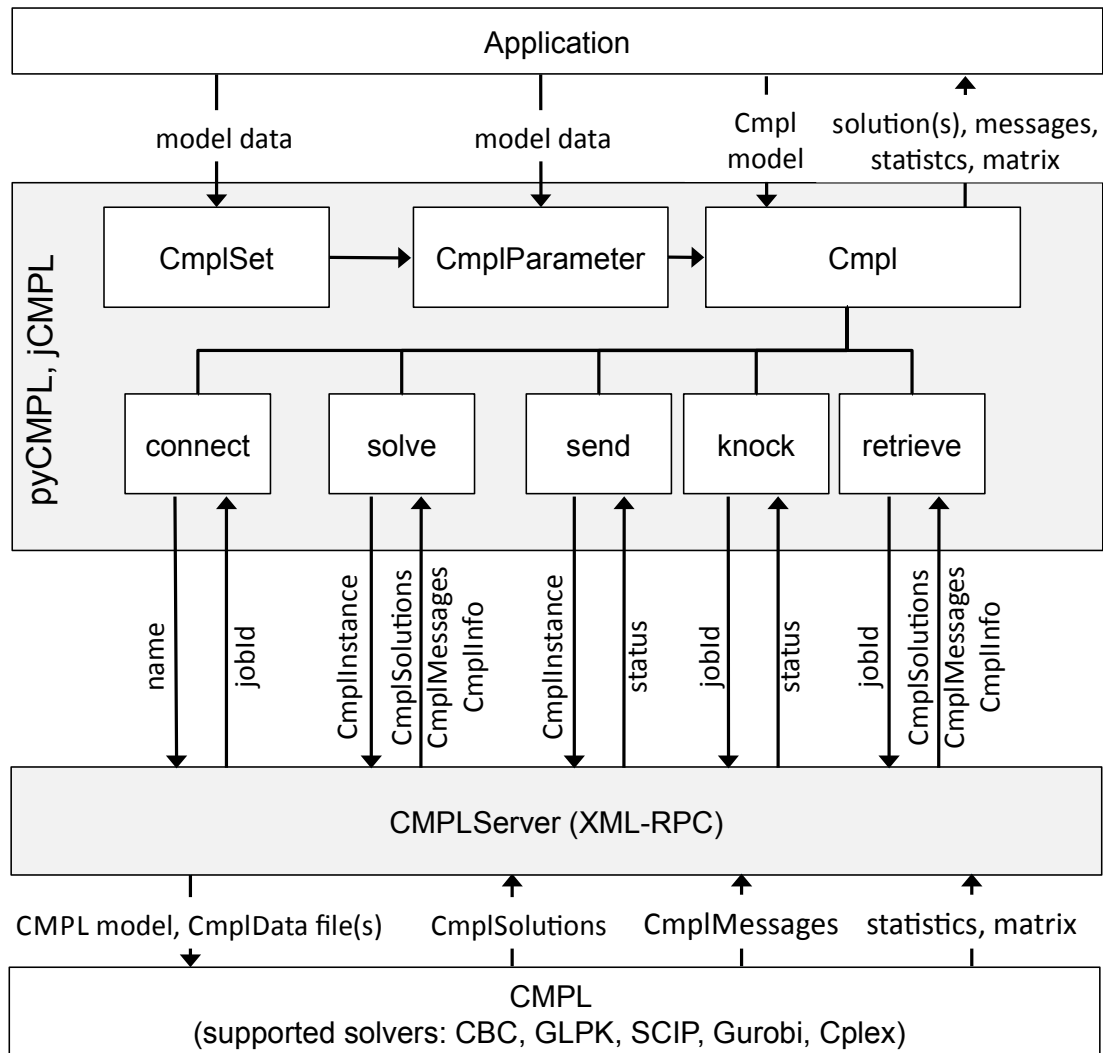 Application
model data
model data
Cmpl
model
solution(s), messages,
statistcs, matrix
pyCMPL, jCMPL
CmplSet
CmplParameter
Cmpl
connect
solve
send
knock
retrieve
name
jobId
CmplInstance
CmplSolutions
CmplMessages
CmplInfo
CmplInstance
status
jobId
status
jobId
CmplSolutions
CmplMessages
CmplInfo
CMPLServer (XML-RPC)
CMPL model, CmplData file(s)
CmplSolutions
CmplMessages
statistics, matrix
CMPL
(supported solvers: CBC, GLPK, SCIP, Gurobi, Cplex)